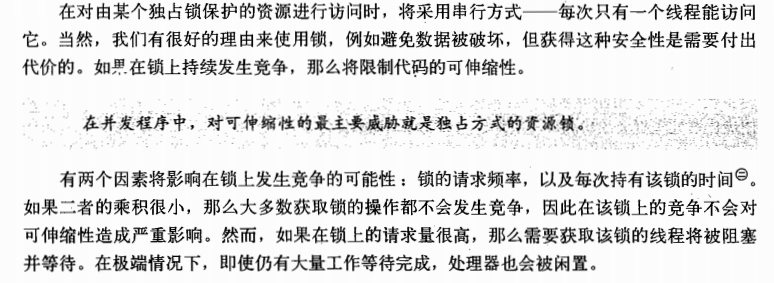 在对由某个独占锁保护的资源进行访问时，将采用串行方式——每次只有一个线程能访问
它。当然，我们有很好的理由来使用锁，例如避免数据被破坏，但获得这种安全性是需要付出
代价的。如果在锁上持续发生竞争，那么将限制代码的可伸缩性。
在并发程序中，对可伸缩性的最主要威胁就是独占方式的资源锁。
有两个因素将影响在锁上发生竞争的可能性：锁的请求频率，以及每次持有该锁的时间㊀。
如果二者的乘积很小，那么大多数获取锁的操作都不会发生竞争，因此在该锁上的竞争不会对
可伸缩性造成严重影响。然而，如果在锁上的请求量很高，那么需要获取该锁的线程将被阻塞
并等待。在极端情况下，即使仍有大量工作等待完成，处理器也会被闲置。